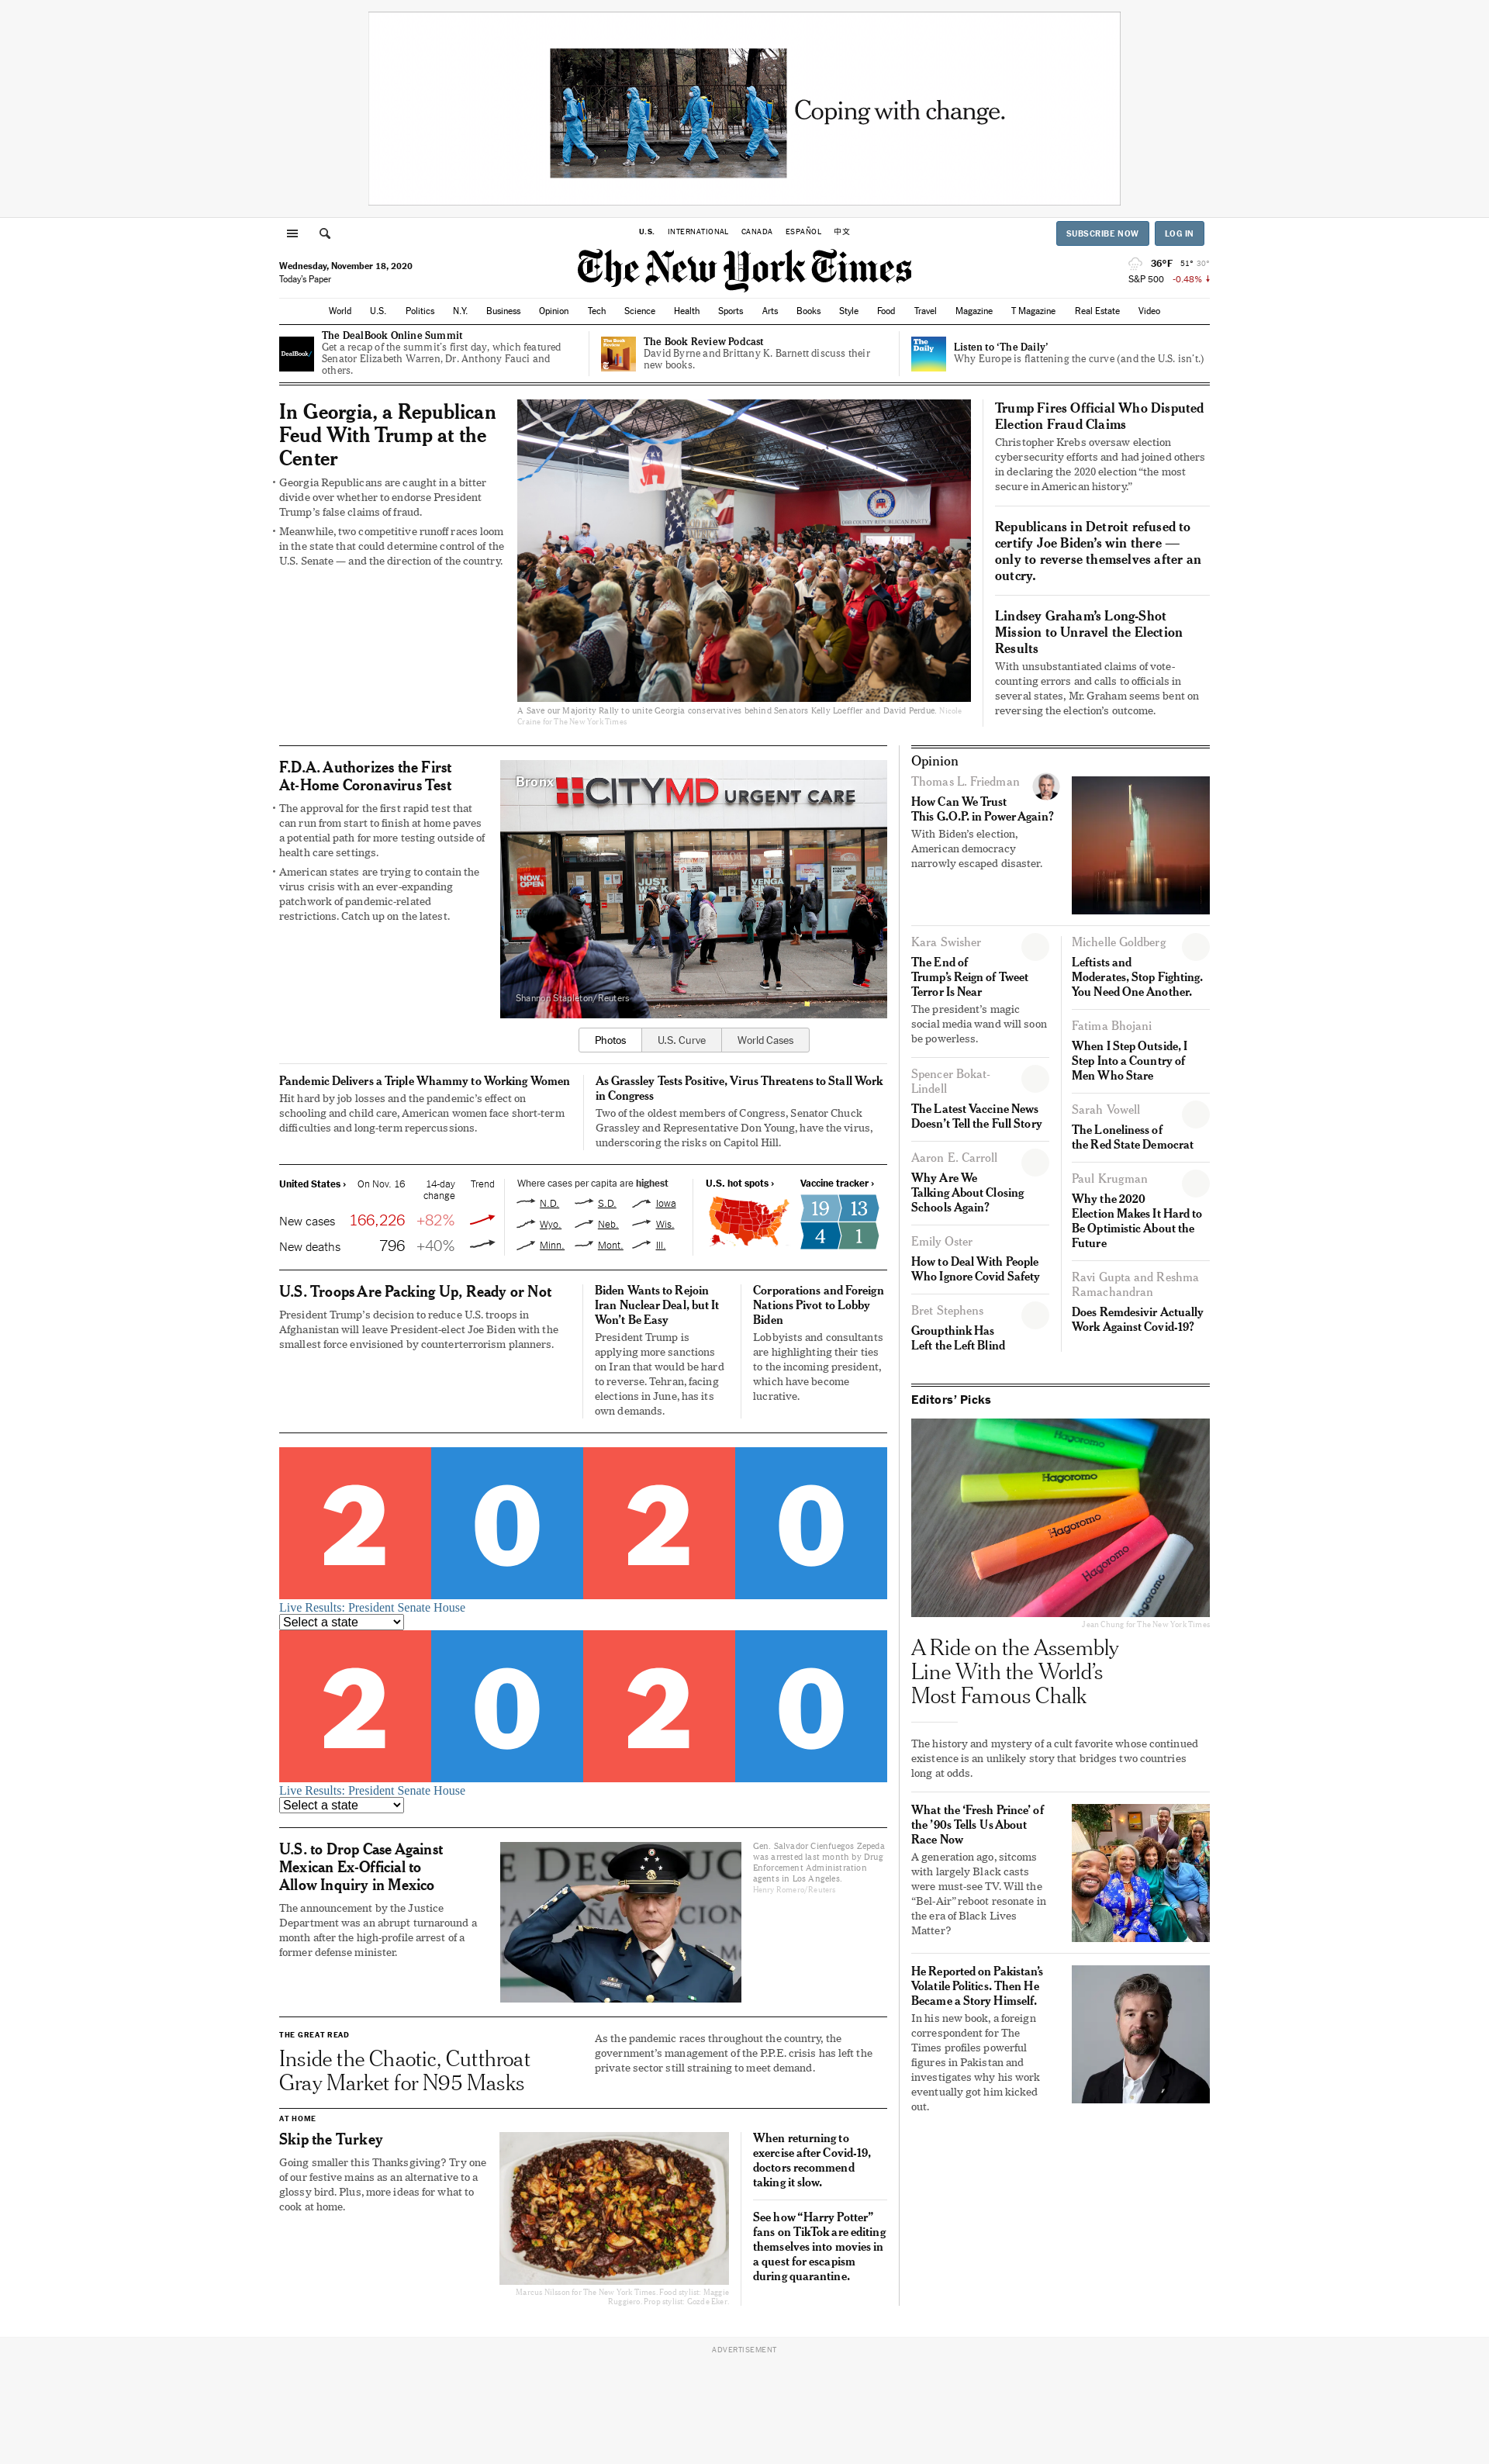 Coping with change.
U.S. INTERNATIONAL CANADA ESPAÑOL 中文
SUBSCRIBE NOW LOG IN
Wednesday, November 18, 2020
Today's Paper
The New York Times
36°F 51° 30°
S&P 500 -0.48%
World U.S. Politics N.Y. Business Opinion Tech Science Health Sports Arts Books Style Food Travel Magazine T Magazine Real Estate Video
DealBook/
The DealBook Online Summit
Get a recap of the summit's first day, which featured
Senator Elizabeth Warren, Dr. Anthony Fauci and
others.
The Book Review Podcast
David Byrne and Brittany K. Barnett discuss their
new books.
The
Daily
Listen to ‘The Daily’
Why Europe is flattening the curve (and the U.S. isn't.)
In Georgia, a Republican
Feud With Trump at the
Center
• Georgia Republicans are caught in a bitter
divide over whether to endorse President
Trump's false claims of fraud.
• Meanwhile, two competitive runoff races loom
in the state that could determine control of the
U.S. Senate — and the direction of the country.
COBB COUNTY REPUBLICAN PARTY
A Save our Majority Rally to unite Georgia conservatives behind Senators Kelly Loeffler and David Perdue. Nicole
Craine for The New York Times
Trump Fires Official Who Disputed
Election Fraud Claims
Christopher Krebs oversaw election
cybersecurity efforts and had joined others
in declaring the 2020 election “the most
secure in American history.”
Republicans in Detroit refused to
certify Joe Biden’s win there —
only to reverse themselves after an
outcry.
Lindsey Graham’s Long-Shot
Mission to Unravel the Election
Results
With unsubstantiated claims of vote-
counting errors and calls to officials in
several states, Mr. Graham seems bent on
reversing the election’s outcome.
F.D.A. Authorizes the First
At-Home Coronavirus Test
• The approval for the first rapid test that
can run from start to finish at home paves
a potential path for more testing outside of
health care settings.
• American states are trying to contain the
virus crisis with an ever-expanding
patchwork of pandemic-related
restrictions. Catch up on the latest.
Bronx
CITYMD URGENT CARE
NOW
OPEN
JUST
WALK
IN
VENGA
Shannon Stapleton/Reuters
Photos U.S. Curve World Cases
Pandemic Delivers a Triple Whammy to Working Women
Hit hard by job losses and the pandemic’s effect on
schooling and child care, American women face short-term
difficulties and long-term repercussions.
As Grassley Tests Positive, Virus Threatens to Stall Work
in Congress
Two of the oldest members of Congress, Senator Chuck
Grassley and Representative Don Young, have the virus,
underscoring the risks on Capitol Hill.
United States › On Nov. 16 14-day
change Trend
New cases 166,226 +82%
New deaths 796 +40%
Where cases per capita are highest
N.D. S.D. Iowa
Wyo. Neb. Wis.
Minn. Mont. Ill.
U.S. hot spots ›
Vaccine tracker ›
19 13
4 1
U.S. Troops Are Packing Up, Ready or Not
President Trump’s decision to reduce U.S. troops in
Afghanistan will leave President-elect Joe Biden with the
smallest force envisioned by counterterrorism planners.
Biden Wants to Rejoin
Iran Nuclear Deal, but It
Won’t Be Easy
President Trump is
applying more sanctions
on Iran that would be hard
to reverse. Tehran, facing
elections in June, has its
own demands.
Corporations and Foreign
Nations Pivot to Lobby
Biden
Lobbyists and consultants
are highlighting their ties
to the incoming president,
which have become
lucrative.
2 0 2 0
Live Results: President Senate House
Select a state
2 0 2 0
Live Results: President Senate House
Select a state
U.S. to Drop Case Against
Mexican Ex-Official to
Allow Inquiry in Mexico
The announcement by the Justice
Department was an abrupt turnaround a
month after the high-profile arrest of a
former defense minister.
Gen. Salvador Cienfuegos Zepeda
was arrested last month by Drug
Enforcement Administration
agents in Los Angeles.
Henry Romero/Reuters
THE GREAT READ
Inside the Chaotic, Cutthroat
Gray Market for N95 Masks
As the pandemic races throughout the country, the
government’s management of the P.P.E. crisis has left the
private sector still straining to meet demand.
AT HOME
Skip the Turkey
Going smaller this Thanksgiving? Try one
of our festive mains as an alternative to a
glossy bird. Plus, more ideas for what to
cook at home.
Marcus Nilsson for The New York Times. Food stylist: Maggie
Ruggiero. Prop stylist: Gozde Eker.
When returning to
exercise after Covid-19,
doctors recommend
taking it slow.
See how “Harry Potter”
fans on TikTok are editing
themselves into movies in
a quest for escapism
during quarantine.
Opinion
Thomas L. Friedman
How Can We Trust
This G.O.P. in Power Again?
With Biden’s election,
American democracy
narrowly escaped disaster.
Kara Swisher
The End of
Trump’s Reign of Tweet
Terror Is Near
The president’s magic
social media wand will soon
be powerless.
Spencer Bokat-
Lindell
The Latest Vaccine News
Doesn’t Tell the Full Story
Aaron E. Carroll
Why Are We
Talking About Closing
Schools Again?
Emily Oster
How to Deal With People
Who Ignore Covid Safety
Bret Stephens
Groupthink Has
Left the Left Blind
Michelle Goldberg
Leftists and
Moderates, Stop Fighting.
You Need One Another.
Fatima Bhojani
When I Step Outside, I
Step Into a Country of
Men Who Stare
Sarah Vowell
The Loneliness of
the Red State Democrat
Paul Krugman
Why the 2020
Election Makes It Hard to
Be Optimistic About the
Future
Ravi Gupta and Reshma
Ramachandran
Does Remdesivir Actually
Work Against Covid-19?
Editors’ Picks
Hagoromo
Hagoromo
Hagoromo
Hagoromo
Hagoromo
Jean Chung for The New York Times
A Ride on the Assembly
Line With the World’s
Most Famous Chalk
The history and mystery of a cult favorite whose continued
existence is an unlikely story that bridges two countries
long at odds.
What the ‘Fresh Prince’ of
the ’90s Tells Us About
Race Now
A generation ago, sitcoms
with largely Black casts
were must-see TV. Will the
“Bel-Air” reboot resonate in
the era of Black Lives
Matter?
He Reported on Pakistan’s
Volatile Politics. Then He
Became a Story Himself.
In his new book, a foreign
correspondent for The
Times profiles powerful
figures in Pakistan and
investigates why his work
eventually got him kicked
out.
ADVERTISEMENT